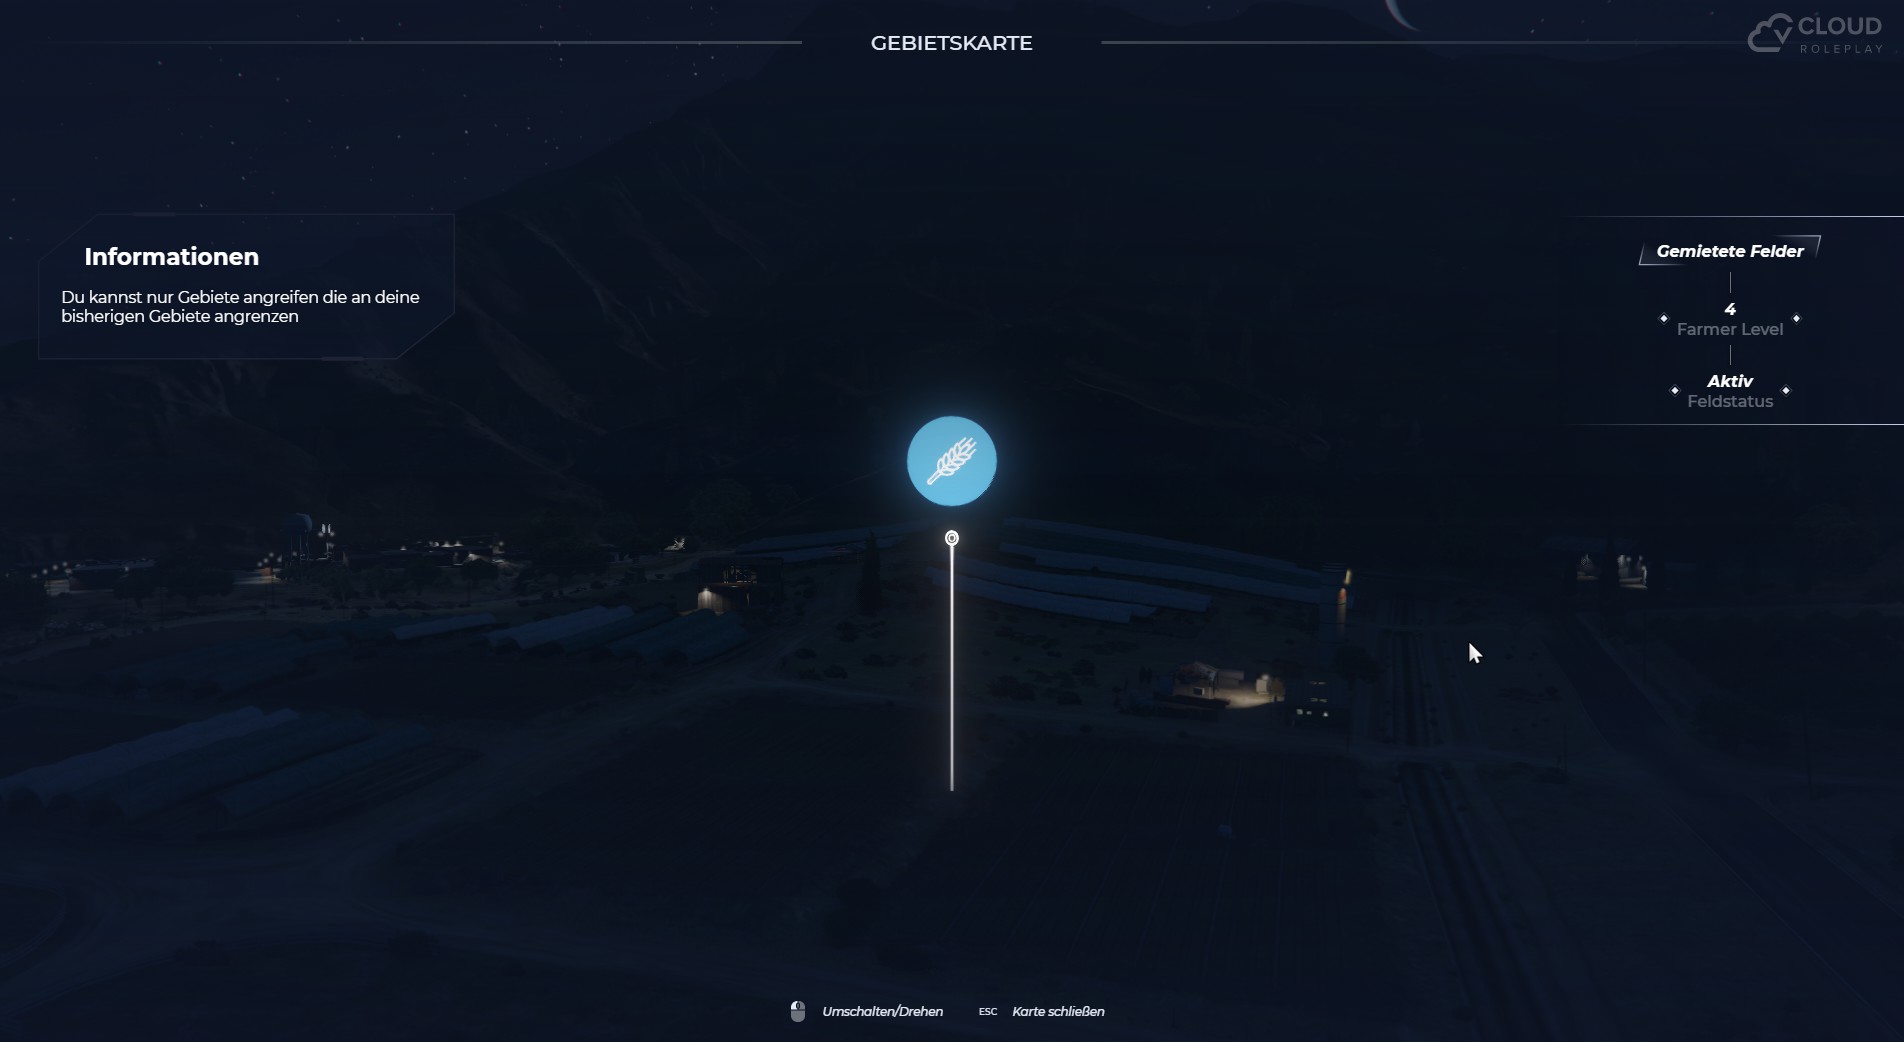 GEBIETSKARTE
CLOUD
ROLEPLAY
Informationen
Du kannst nur Gebiete angreifen die an deine
bisherigen Gebiete angrenzen
Gemietete Felder
4
Farmer Level
Aktiv
Feldstatus
Umschalten/Drehen
ESC Karte schließen